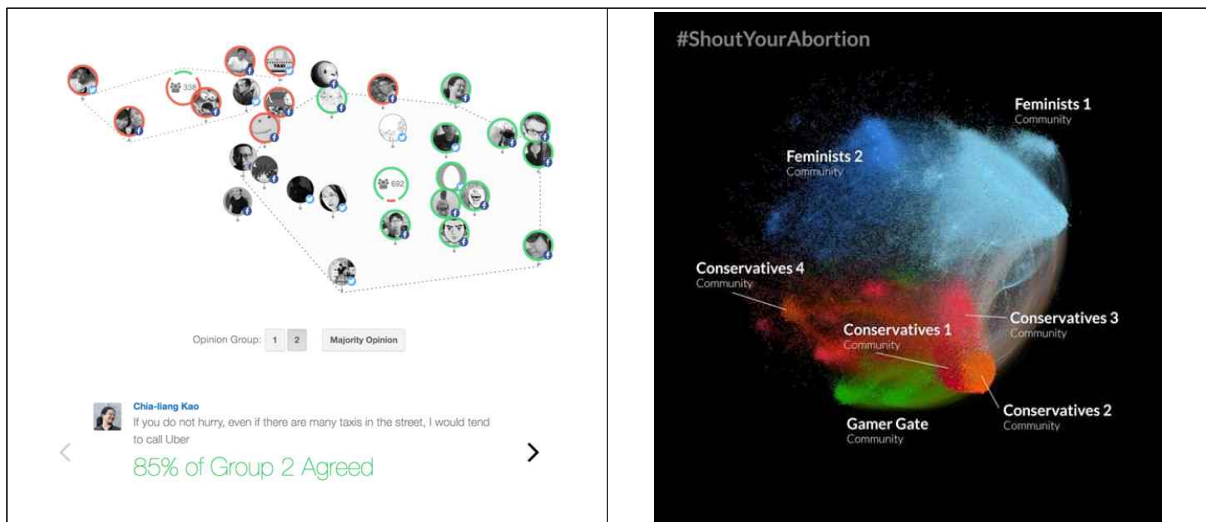 338
692
Opinion Group: 1 2 Majority Opinion
Chia-liang Kao
If you do not hurry, even if there are many taxis in the street, I would tend
to call Uber
85% of Group 2 Agreed
#ShoutYourAbortion
Feminists 1
Community
Feminists 2
Community
Conservatives 4
Community
Conservatives 3
Community
Conservatives 1
Community
Conservatives 2
Community
Gamer Gate
Community